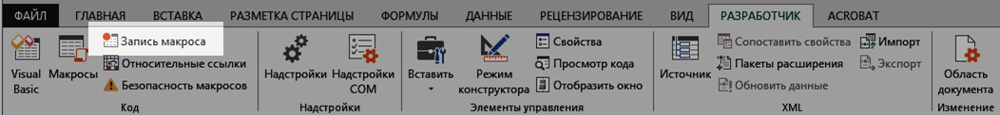 ФАЙЛ ГЛАВНАЯ ВСТАВКА РАЗМЕТКА СТРАНИЦЫ ФОРМУЛЫ ДАННЫЕ РЕЦЕНЗИРОВАНИЕ ВИД РАЗРАБОТЧИК ACROBAT
Visual Basic
Макросы
Запись макроса
Относительные ссылки
Безопасность макросов
Код
Надстройки
Надстройки COM
Надстройки
Вставить
Режим конструктора
Свойства
Просмотр кода
Отобразить окно
Элементы управления
Источник
Сопоставить свойства
Пакеты расширения
Обновить данные
Импорт
Экспорт
XML
Область документа
Изменение